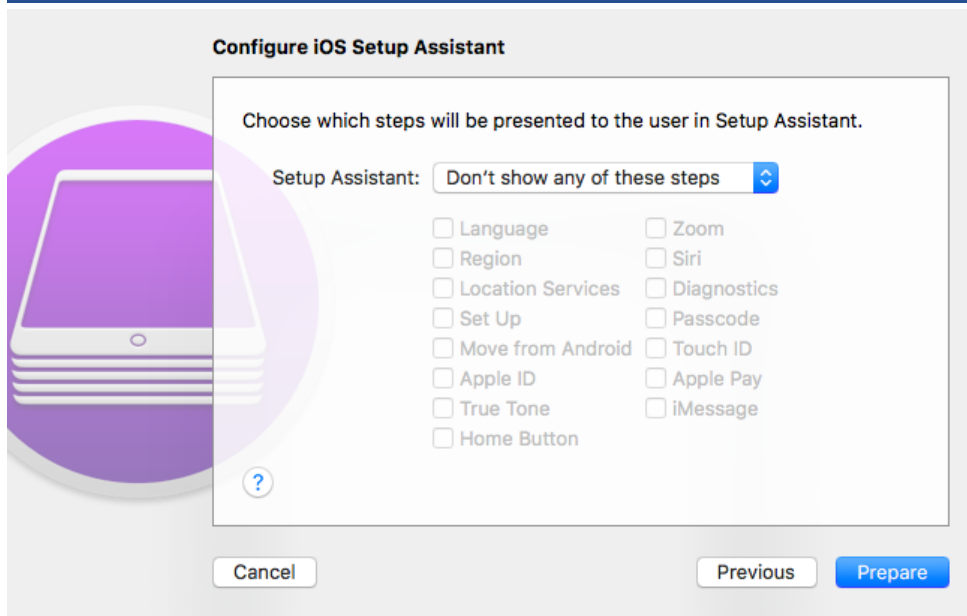 Configure iOS Setup Assistant
Choose which steps will be presented to the user in Setup Assistant.
Setup Assistant: Don't show any of these steps
Language Zoom
Region Siri
Location Services Diagnostics
Set Up Passcode
Move from Android Touch ID
Apple ID Apple Pay
True Tone iMessage
Home Button
?
Cancel Previous Prepare